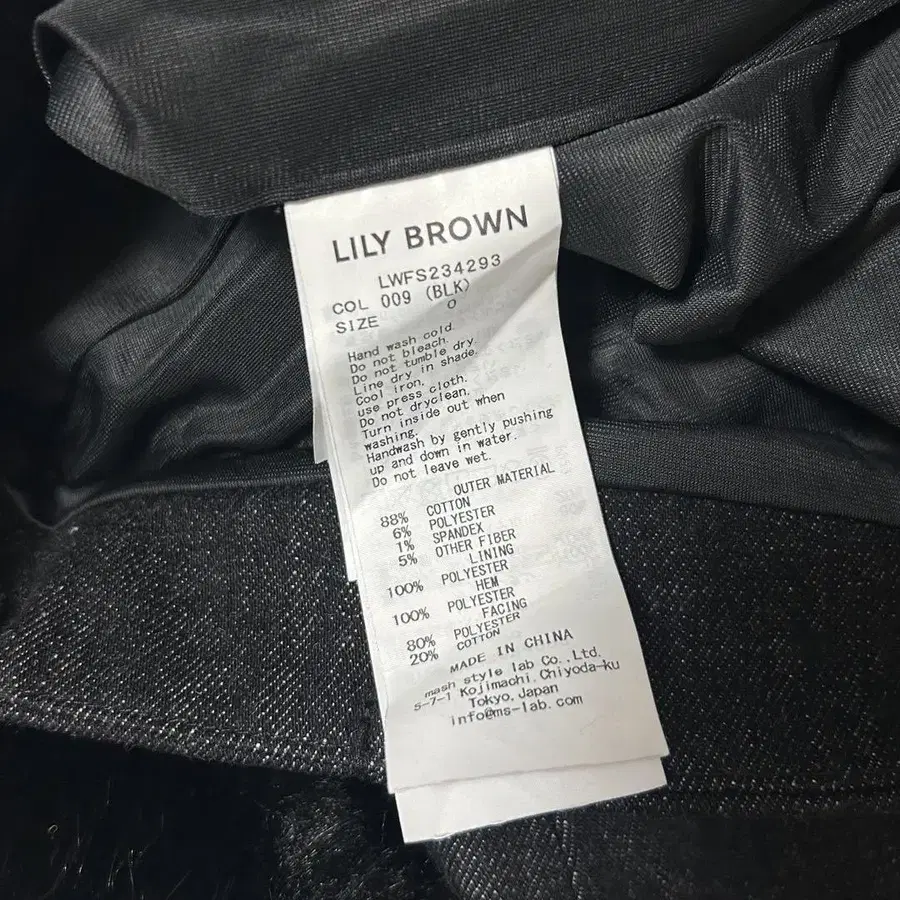 LILY BROWN
LWFS234293
COL 009 (BLK)
SIZE 0
Hand wash cold.
Do not bleach.
Do not tumble dry.
Line dry in shade.
Cool iron.
use press cloth.
Do not dryclean.
Turn inside out when
washing.
Handwash by gently pushing
up and down in water.
Do not leave wet.
OUTER MATERIAL
88% COTTON
6% POLYESTER
1% SPANDEX
5% OTHER FIBER
LINING
100% POLYESTER
HEM
100% POLYESTER
FACING
80% POLYESTER
20% COTTON
MADE IN CHINA
mash style lab Co.,Ltd.
5-7-1 Kojimachi,Chiyoda-ku
Tokyo,Japan
info@ms-lab.com